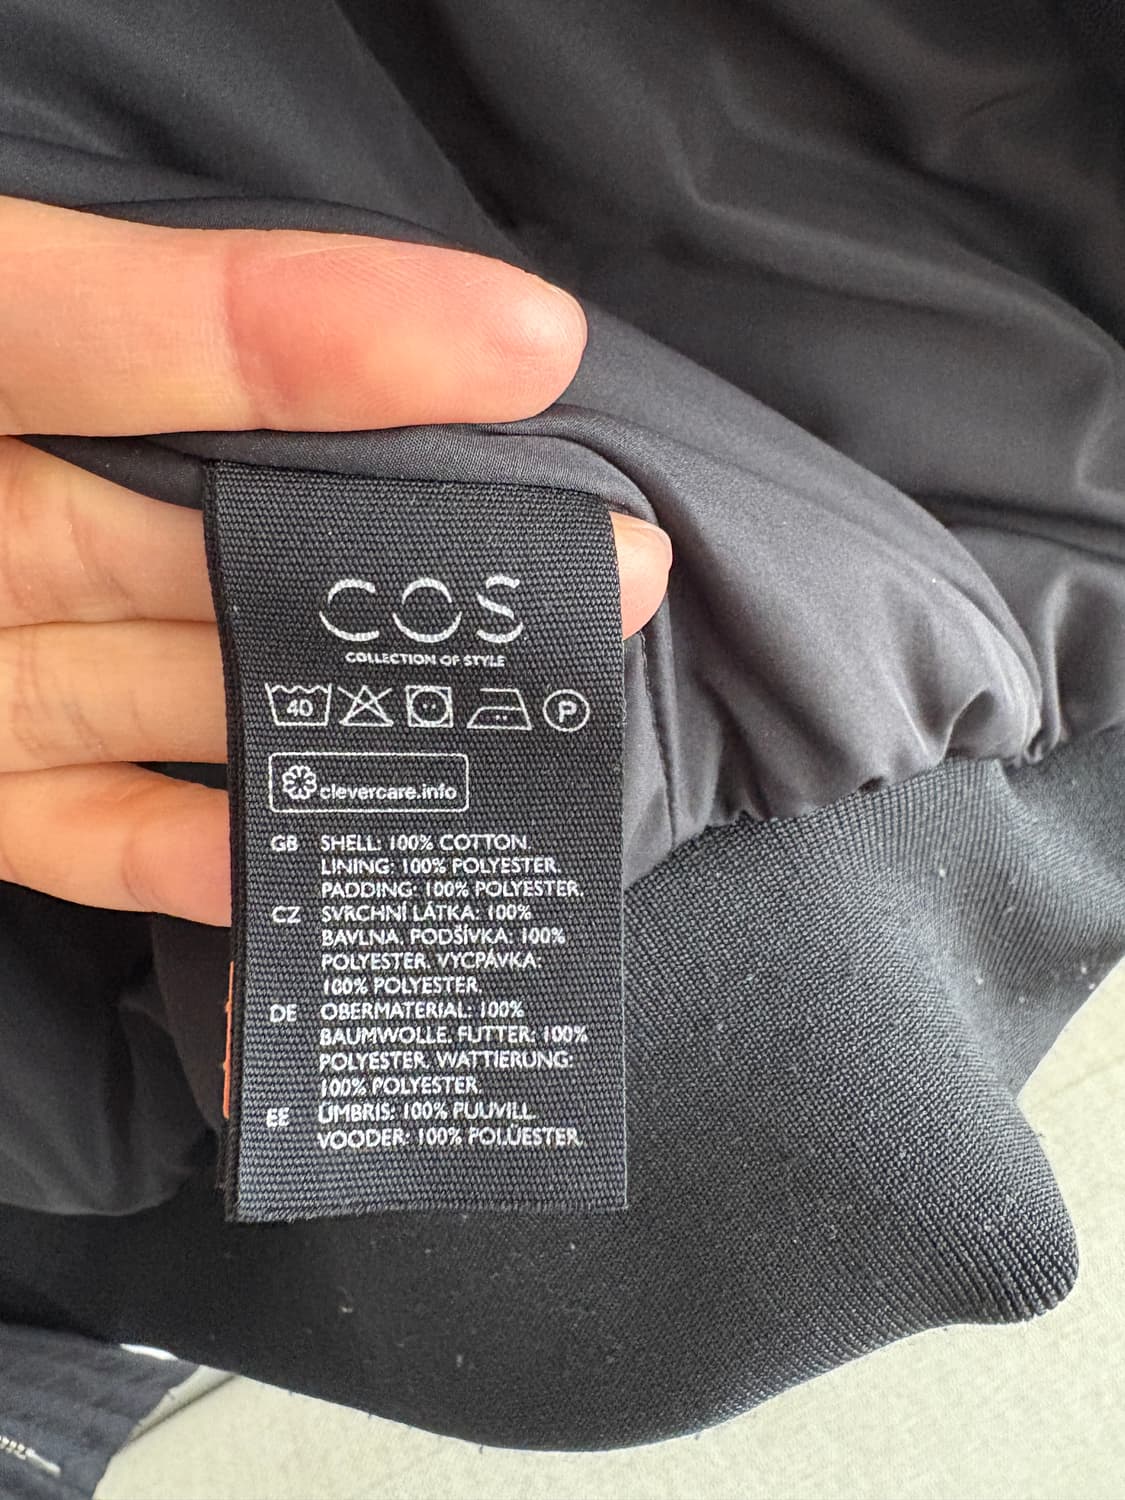 COS
COLLECTION OF STYLE
40 P
clevercare.info
GB SHELL: 100% COTTON.
LINING: 100% POLYESTER.
PADDING: 100% POLYESTER.
CZ SVRCHNÍ LÁTKA: 100%
BAVLNA. PODŠÍVKA: 100%
POLYESTER. VYCPÁVKA:
100% POLYESTER.
DE OBERMATERIAL: 100%
BAUMWOLLE. FUTTER: 100%
POLYESTER. WATTIERUNG:
100% POLYESTER.
EE ÜMBRIS: 100% PUUVILL.
VOODER: 100% POLÜESTER.